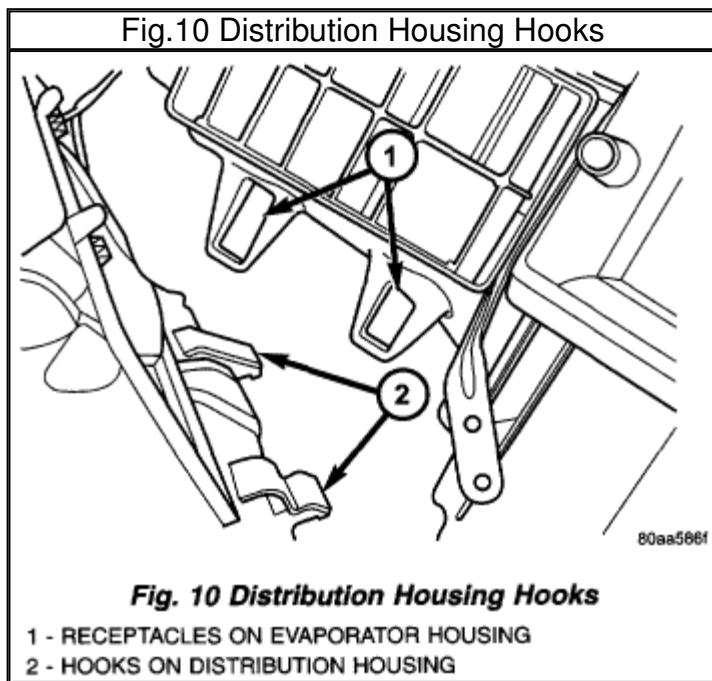 Fig.10 Distribution Housing Hooks
1
2
80aa586f
Fig. 10 Distribution Housing Hooks
1 - RECEPTACLES ON EVAPORATOR HOUSING
2 - HOOKS ON DISTRIBUTION HOUSING